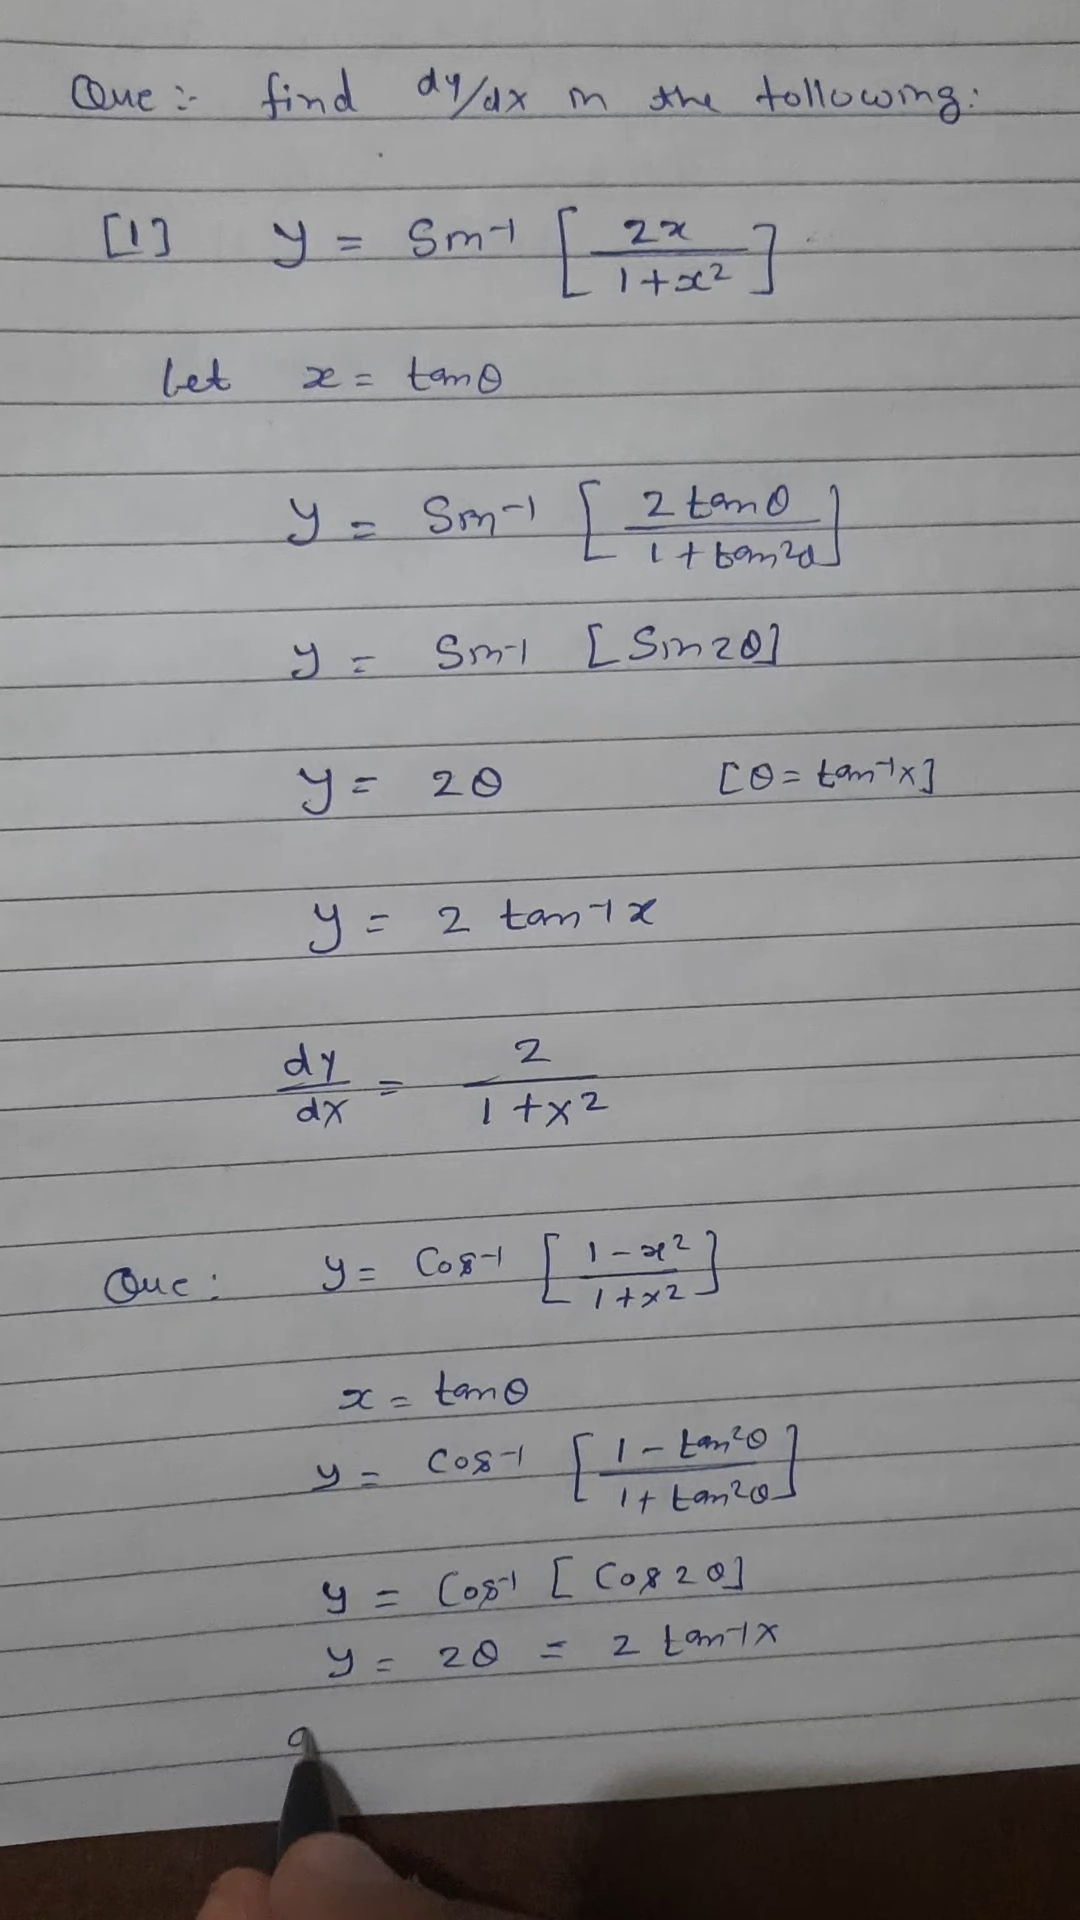 Que :- find dy/dx in the following:
[1] y = Sin-1 [ 2x / 1+x² ]
Let x = tanθ
y = Sin-1 [ 2 tanθ / 1+tan²θ ]
y = Sin-1 [Sin2θ]
y = 2θ [θ = tan-1x]
y = 2 tan-1x
dy/dx = 2 / 1+x²
Que: y = Cos-1 [ 1-x² / 1+x² ]
x = tanθ
y = Cos-1 [ 1-tan²θ / 1+tan²θ ]
y = Cos-1 [Cos2θ]
y = 2θ = 2 tan-1x